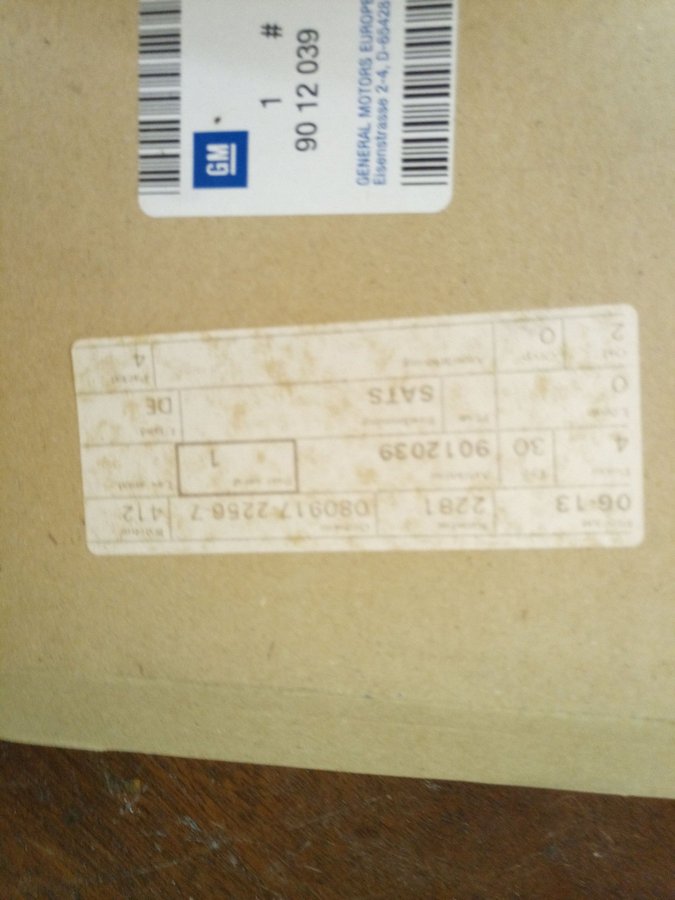 GM
1 #
90 12 039
GENERAL MOTORS EUROPE
Eisenstrasse 2-4, D-65428
06-13 2281 080917 2256 7 412
4 30 9012039 1
0 SATS DE
2 0 4